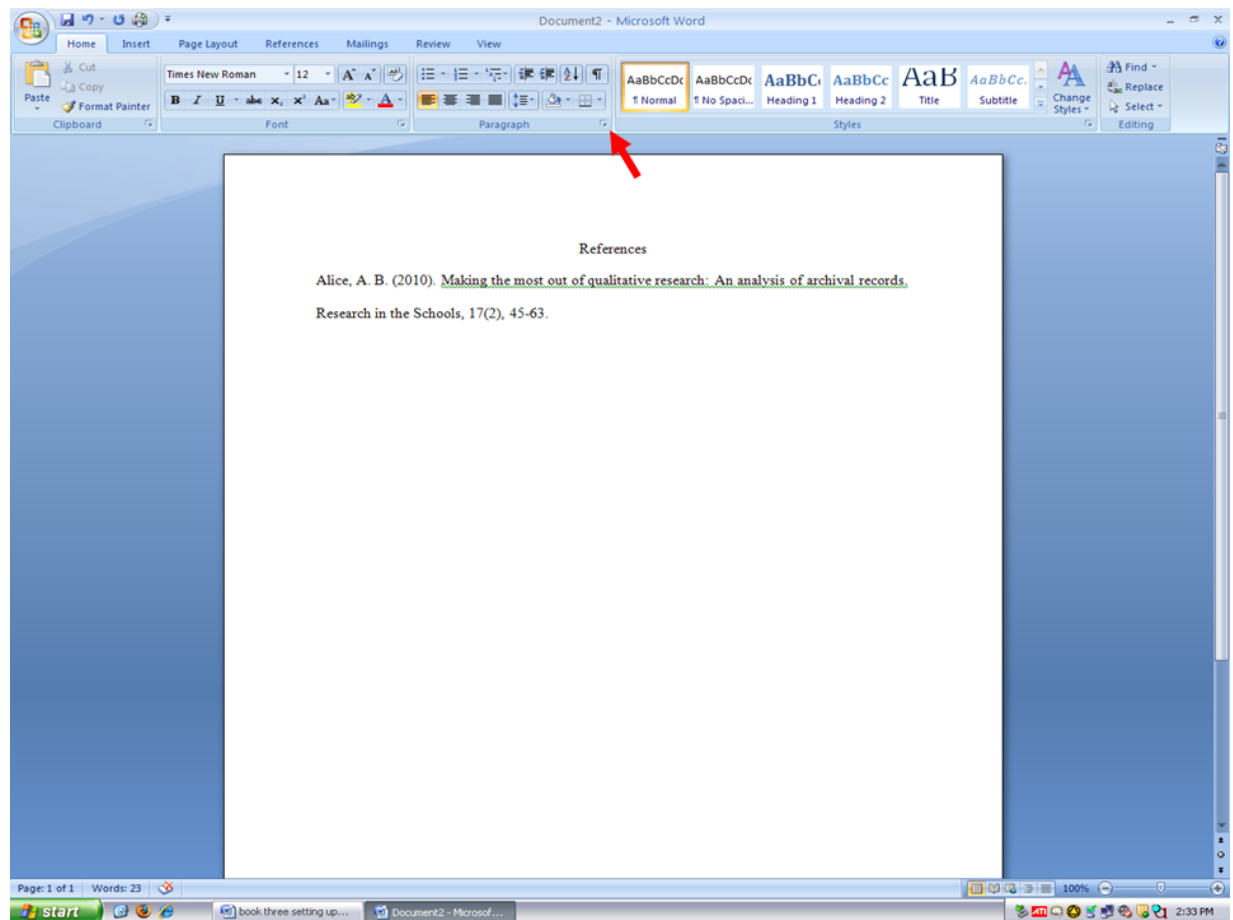 Document2 - Microsoft Word
Home Insert Page Layout References Mailings Review View
Paste
Cut
Copy
Format Painter
Clipboard
Times New Roman 12
B I U abe x, x² Aa A
Font
Paragraph
AaBbCcDc AaBbCcDc AaBbC AaBbCc AaB AaBbCc.
¶ Normal ¶ No Spaci... Heading 1 Heading 2 Title Subtitle
Change Styles
Styles
Find
Replace
Select
Editing
References
Alice, A. B. (2010). Making the most out of qualitative research: An analysis of archival records.
Research in the Schools, 17(2), 45-63.
Page: 1 of 1 Words: 23
100%
start
book three setting up...
Document2 - Microsof...
ATI
2:33 PM